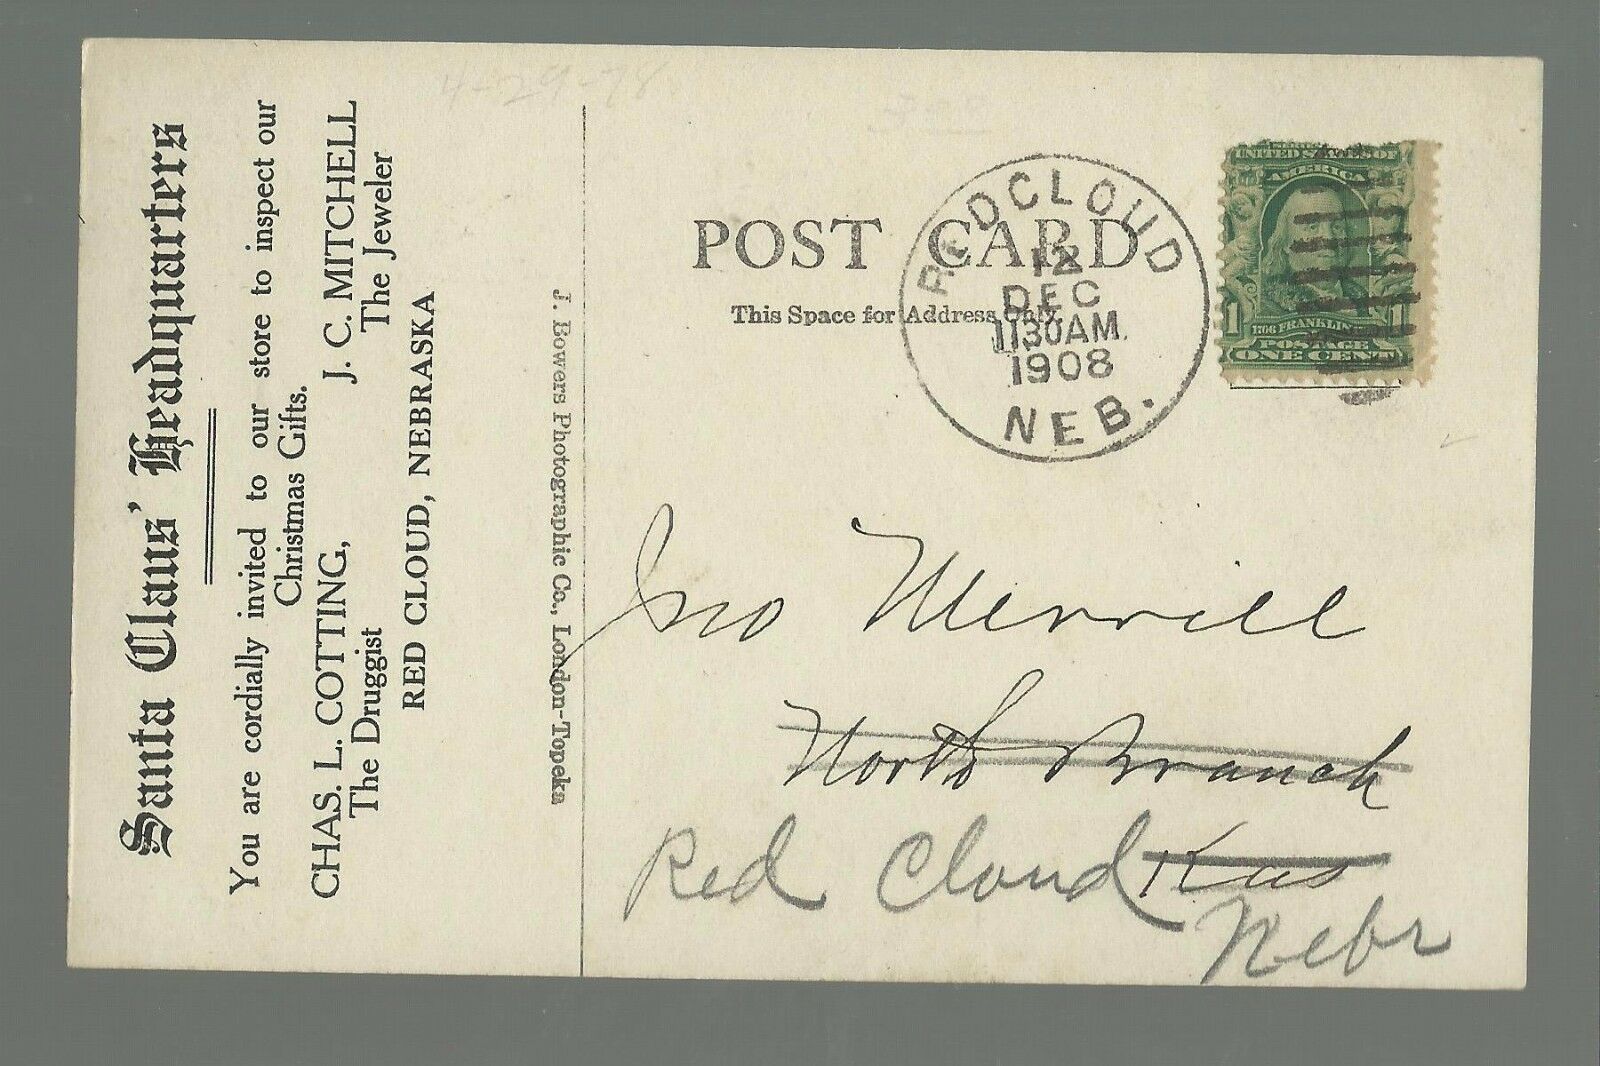 Santa Claus' Headquarters
You are cordially invited to our store to inspect our
Christmas Gifts.
CHAS. L. COTTING, J. C. MITCHELL
The Druggist The Jeweler
RED CLOUD, NEBRASKA
J. Bowers Photographic Co., London-Topeka
4-29-78
POST CARD
This Space for Address Only.
RED CLOUD
12
DEC
1130AM.
1908
NEB.
UNITED STATES OF
AMERICA
1706 FRANKLIN
1 1
POSTAGE
ONE CENT
Jno Merrill
North Branch
Kas
Red Cloud
Nebr